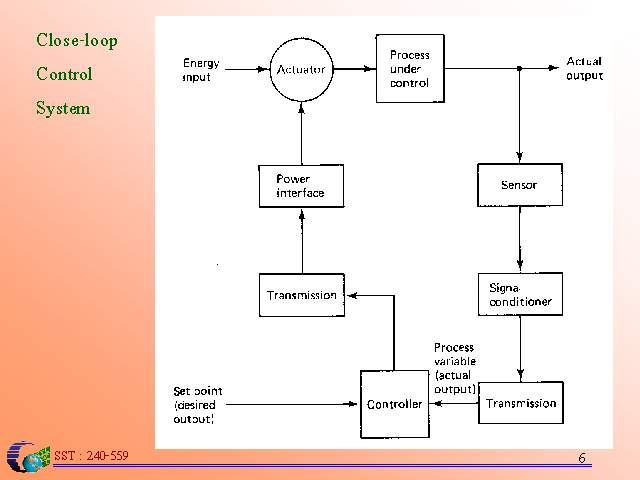 Close-loop
Control
System
Energy
input
Actuator
Process
under
control
Actual
output
Power
interface
Sensor
Transmission
Signa
conditioner
Process
variable
(actual
output)
Set point
(desired
output)
Controller
Transmission
SST : 240-559
6